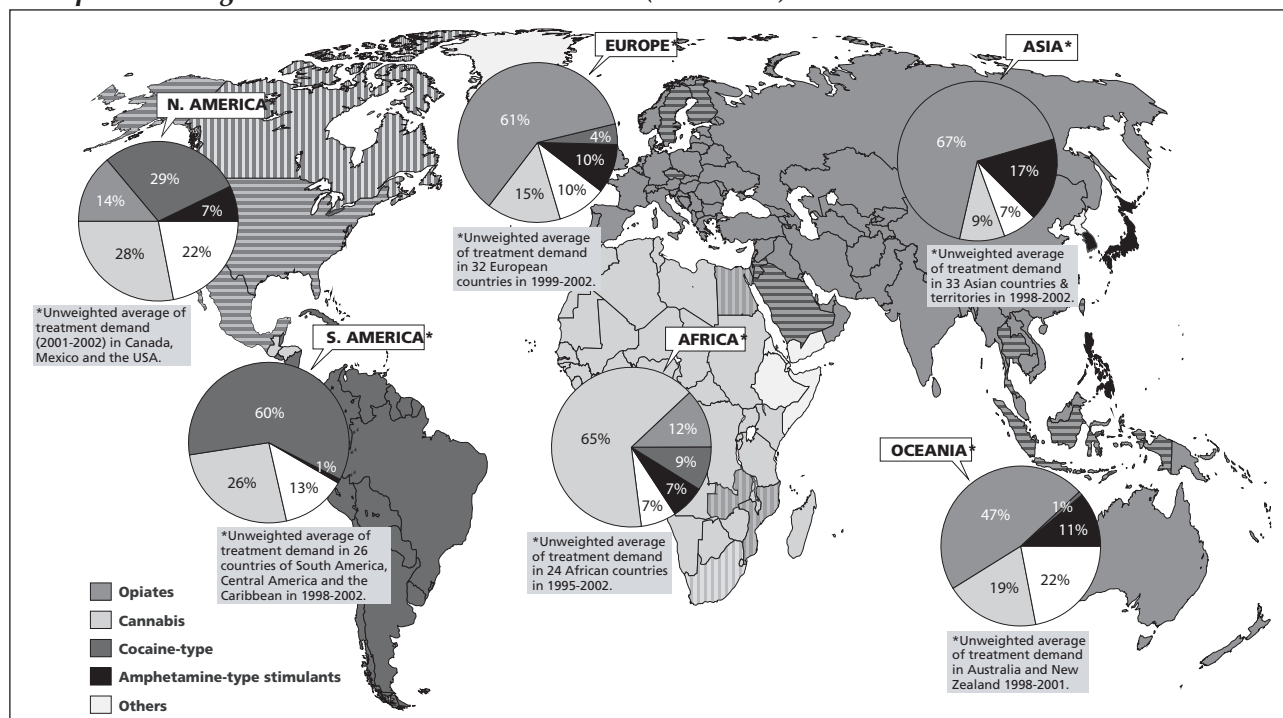 EUROPE*
61%
4%
10%
10%
15%
*Unweighted average
of treatment demand
in 32 European
countries in 1999-2002.
ASIA*
67%
17%
7%
9%
*Unweighted average
of treatment demand
in 33 Asian countries &
territories in 1998-2002.
N. AMERICA*
29%
14%
7%
28%
22%
*Unweighted average of
treatment demand
(2001-2002) in Canada,
Mexico and the USA.
S. AMERICA*
60%
1%
26%
13%
*Unweighted average of
treatment demand in 26
countries of South America,
Central America and the
Caribbean in 1998-2002.
AFRICA*
65%
12%
9%
7%
7%
*Unweighted average
of treatment demand
in 24 African countries
in 1995-2002.
OCEANIA*
47%
1%
11%
19%
22%
*Unweighted average
of treatment demand
in Australia and New
Zealand 1998-2001.
Opiates
Cannabis
Cocaine-type
Amphetamine-type stimulants
Others